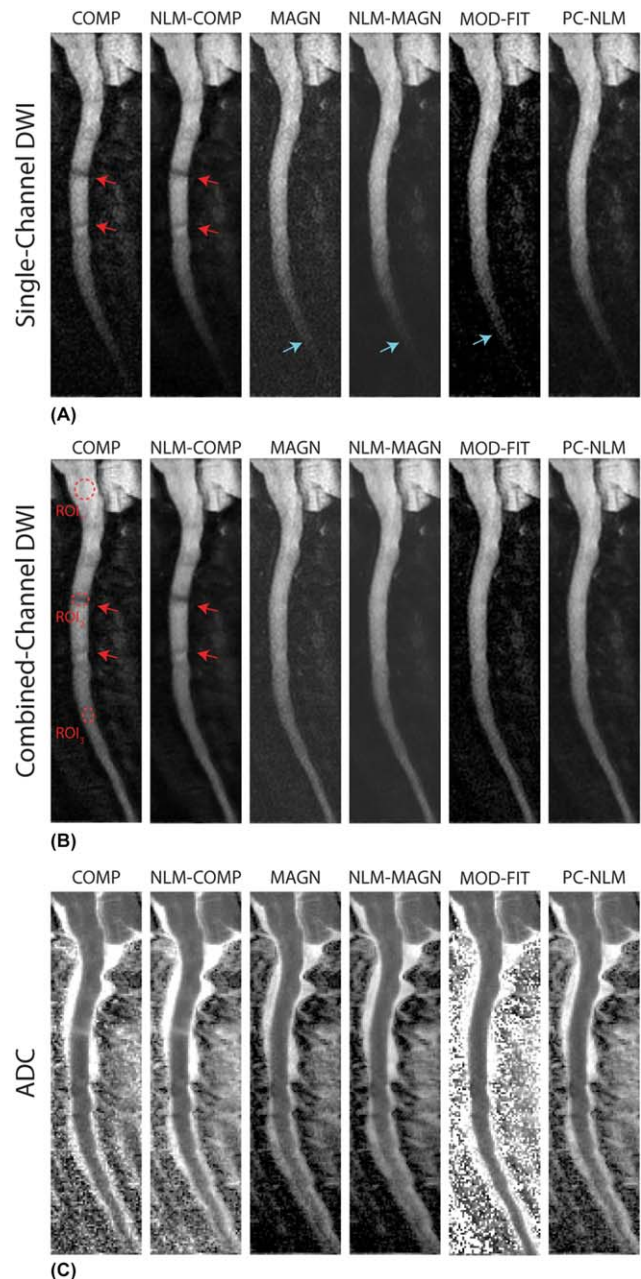 COMP NLM-COMP MAGN NLM-MAGN MOD-FIT PC-NLM
Single-Channel DWI
(A)
COMP NLM-COMP MAGN NLM-MAGN MOD-FIT PC-NLM
Combined-Channel DWI
ROI
ROI
ROI3
(B)
COMP NLM-COMP MAGN NLM-MAGN MOD-FIT PC-NLM
ADC
(C)